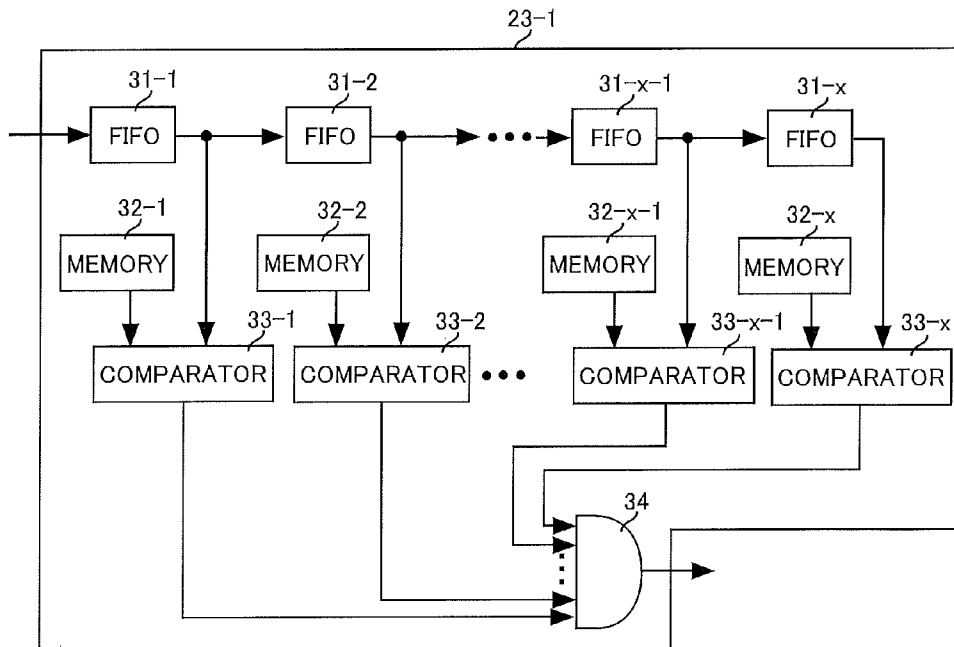 23-1
31-1 31-2 31-x-1 31-x
FIFO FIFO FIFO FIFO
32-1 32-2 32-x-1 32-x
MEMORY MEMORY MEMORY MEMORY
33-1 33-2 33-x-1 33-x
COMPARATOR COMPARATOR COMPARATOR COMPARATOR
34